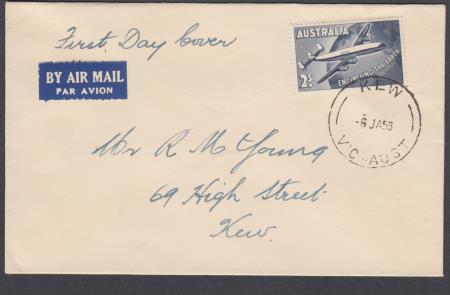 First Day Cover
AUSTRALIA
2/S
ENCIRCLING THE EARTH
BY AIR MAIL
PAR AVION
KEW
-6 JA 58
VIC-AUST
Mr R M Young
69 High Street
Kew.